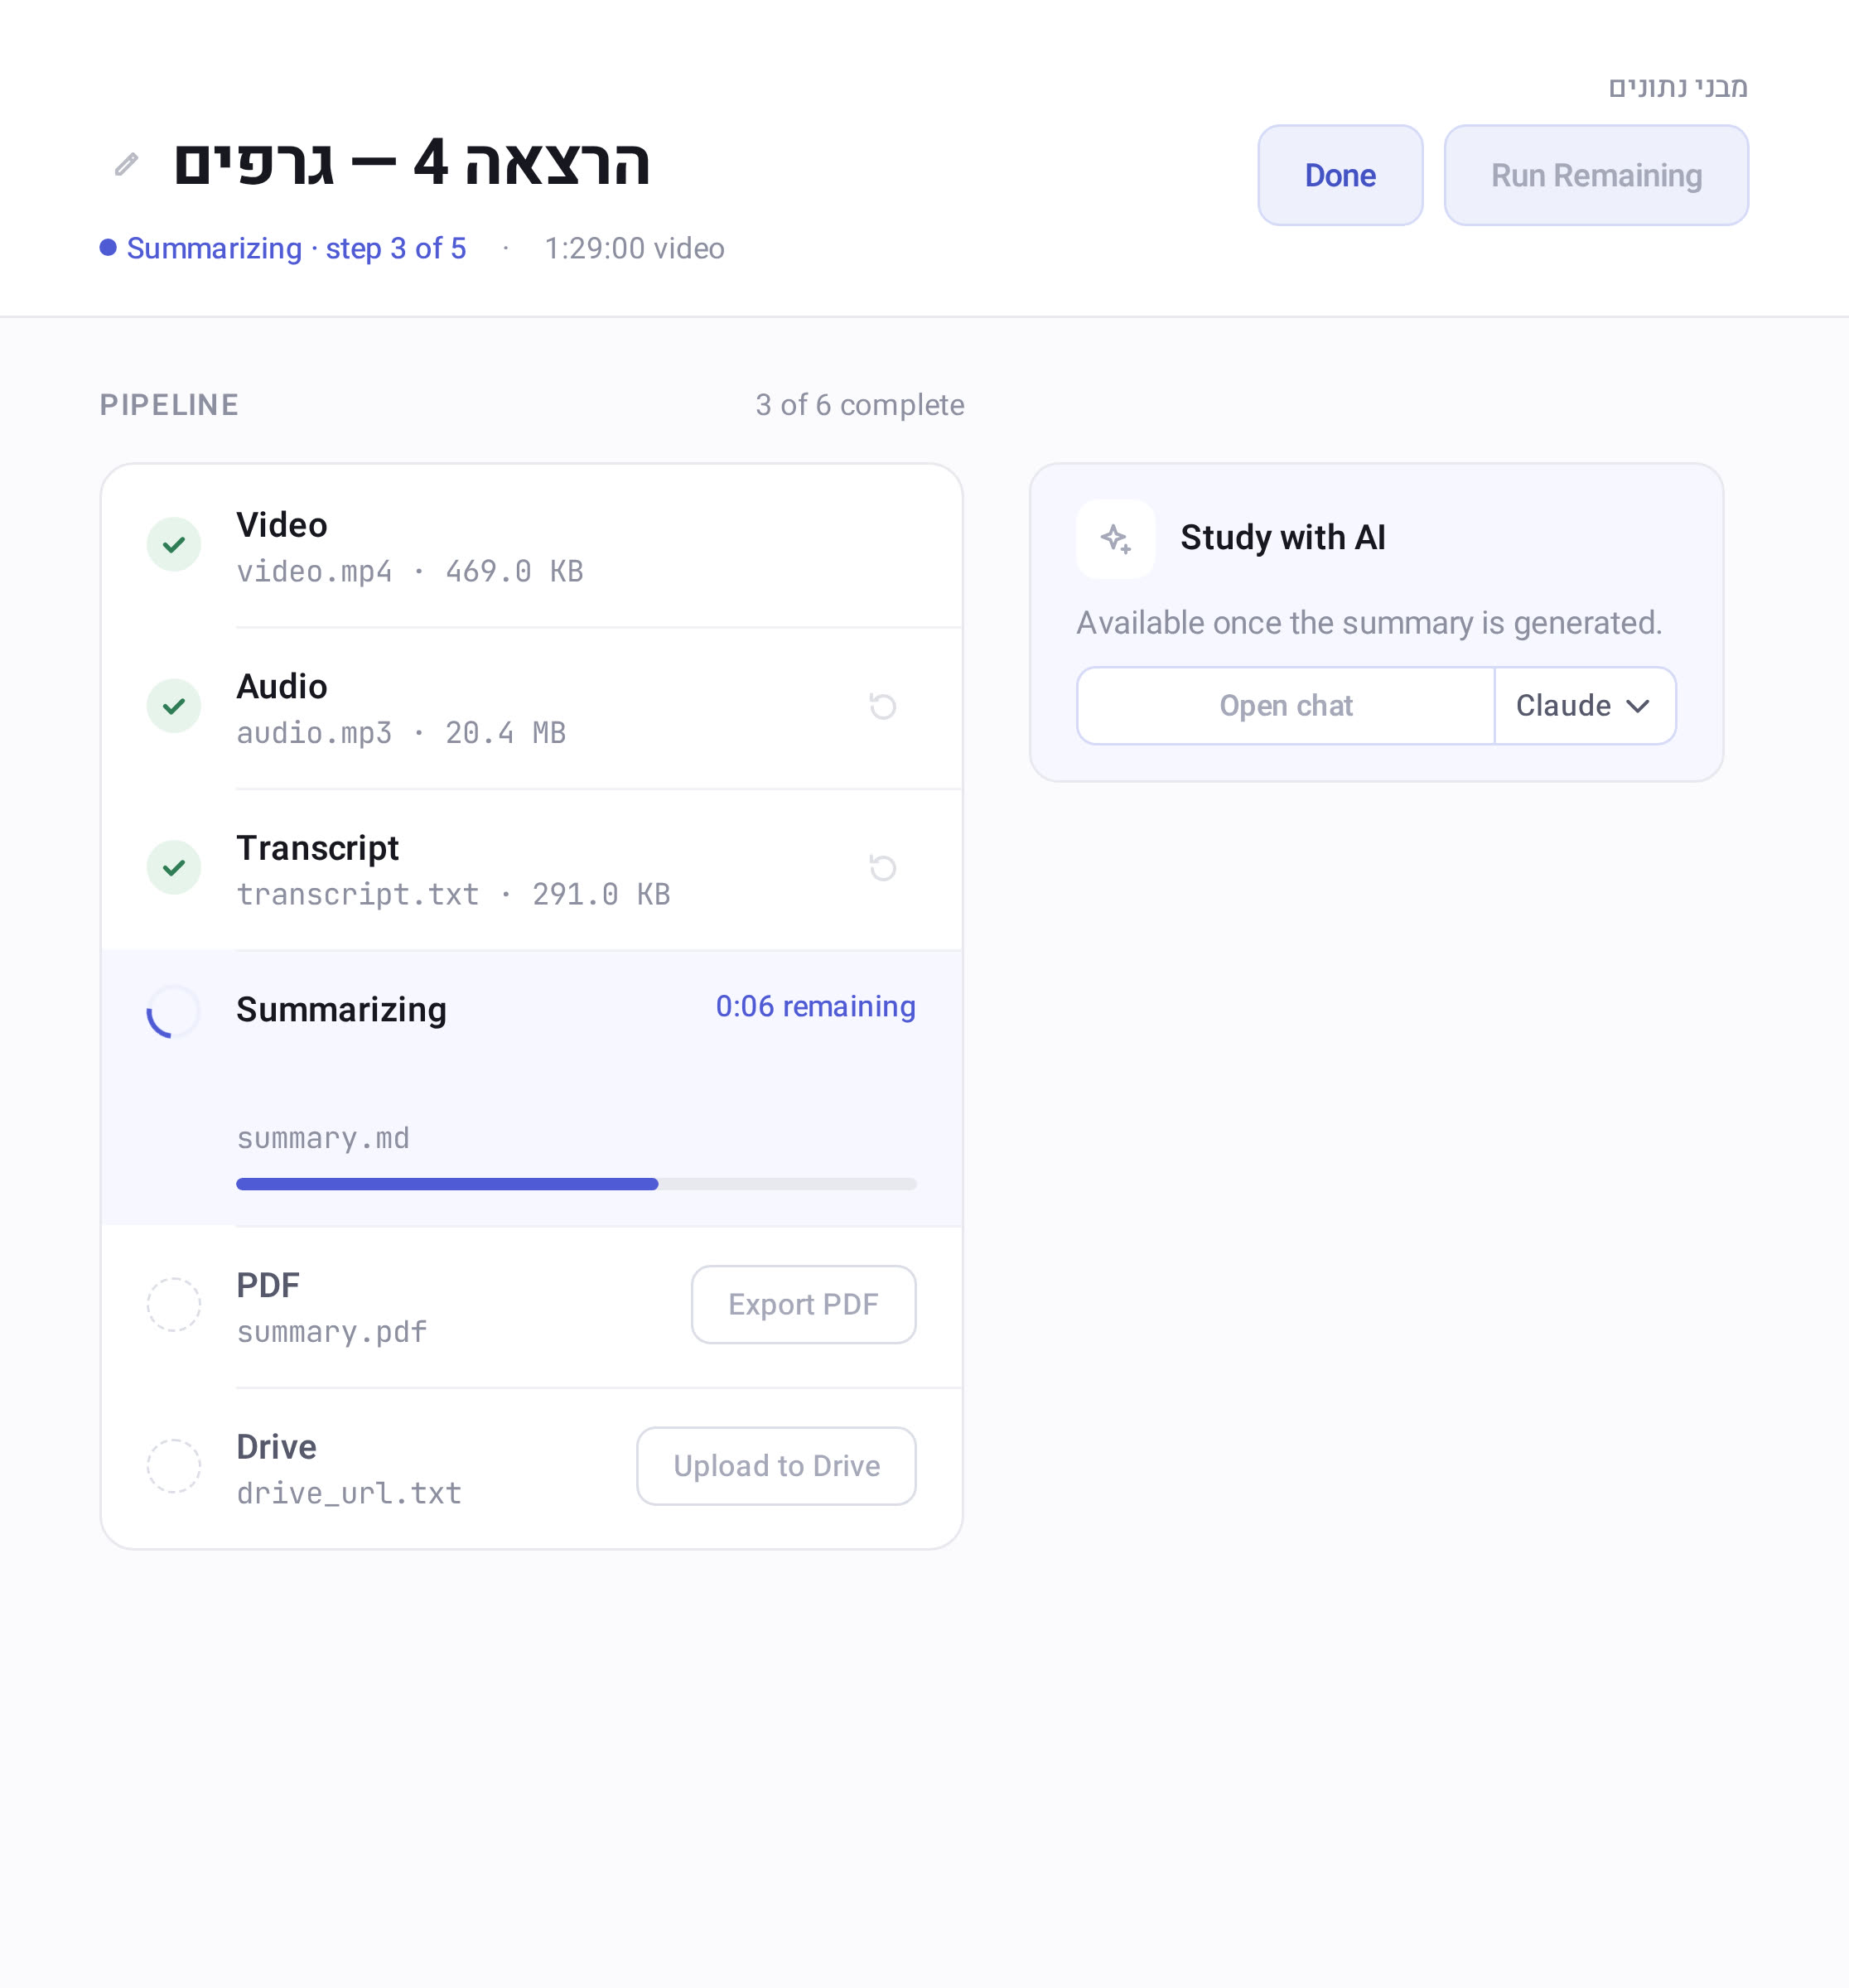 מבני נתונים
הרצאה 4 — גרפים
Done
Run Remaining
Summarizing · step 3 of 5 · 1:29:00 video
PIPELINE
3 of 6 complete
Video
video.mp4 · 469.0 KB
Audio
audio.mp3 · 20.4 MB
Transcript
transcript.txt · 291.0 KB
Summarizing
0:06 remaining
summary.md
PDF
summary.pdf
Export PDF
Drive
drive_url.txt
Upload to Drive
Study with AI
Available once the summary is generated.
Open chat
Claude